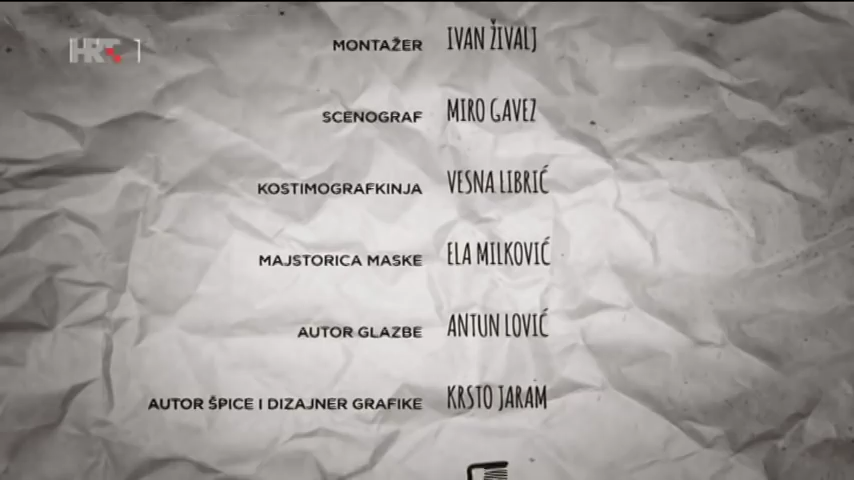 HRT
MONTAŽER IVAN ŽIVALJ
SCENOGRAF MIRO GAVEZ
KOSTIMOGRAFKINJA VESNA LIBRIĆ
MAJSTORICA MASKE ELA MILKOVIĆ
AUTOR GLAZBE ANTUN LOVIĆ
AUTOR ŠPICE I DIZAJNER GRAFIKE KRSTO JARAM